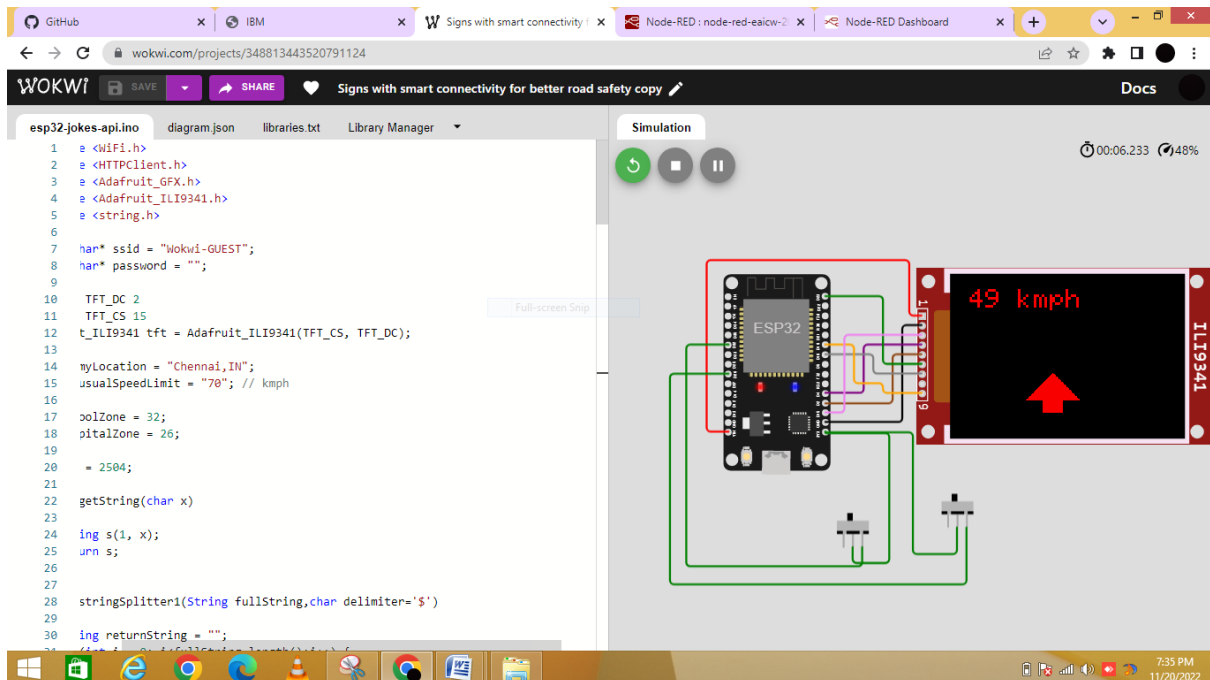 GitHub
IBM
Signs with smart connectivity f
Node-RED : node-red-eaicw-2
Node-RED Dashboard
wokwi.com/projects/348813443520791124
WOKWi
SAVE
SHARE
Signs with smart connectivity for better road safety copy
Docs
esp32-jokes-api.ino
diagram.json
libraries.txt
Library Manager
Simulation
00:06.233
48%
1 e <WiFi.h>
2 e <HTTPClient.h>
3 e <Adafruit_GFX.h>
4 e <Adafruit_ILI9341.h>
5 e <string.h>
6
7 har* ssid = "Wokwi-GUEST";
8 har* password = "";
9
10 TFT_DC 2
11 TFT_CS 15
12 t_ILI9341 tft = Adafruit_ILI9341(TFT_CS, TFT_DC);
13
14 myLocation = "Chennai,IN";
15 usualSpeedLimit = "70"; // kmph
16
17 oolZone = 32;
18 pitalZone = 26;
19
20 = 2504;
21
22 getString(char x)
23
24 ing s(1, x);
25 urn s;
26
27
28 stringSplitter1(String fullString,char delimiter='$')
29
30 ing returnString = "";
Full-screen Snip
ESP32
49 kmph
1
9
ILI9341
7:35 PM
11/20/2022